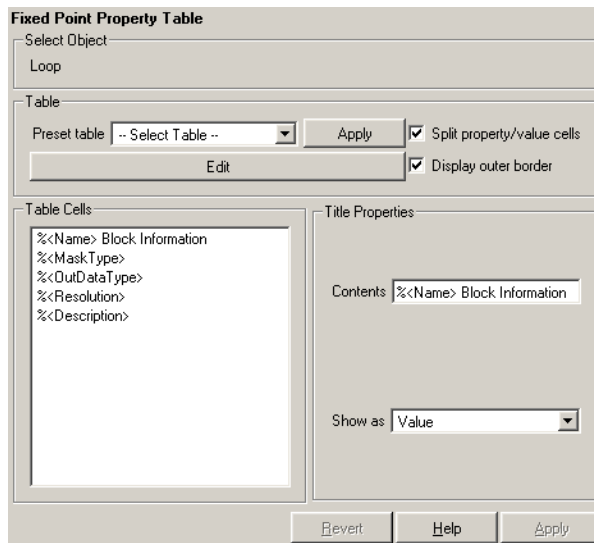 Fixed Point Property Table
Select Object
Loop
Table
Preset table -- Select Table -- Apply Split property/value cells
Edit Display outer border
Table Cells
%<Name> Block Information
%<MaskType>
%<OutDataType>
%<Resolution>
%<Description>
Title Properties
Contents %<Name> Block Information
Show as Value
Revert Help Apply